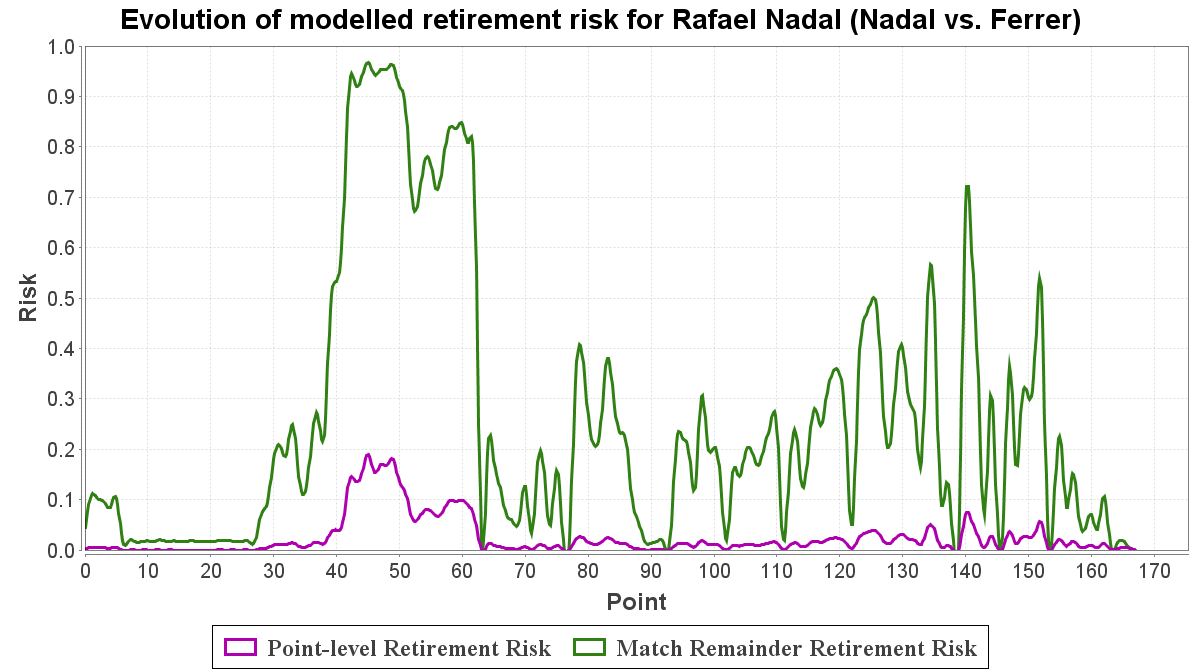 Evolution of modelled retirement risk for Rafael Nadal (Nadal vs. Ferrer)
1.0
0.9
0.8
0.7
0.6
0.5
0.4
0.3
0.2
0.1
0.0
Risk
0 10 20 30 40 50 60 70 80 90 100 110 120 130 140 150 160 170
Point
Point-level Retirement Risk Match Remainder Retirement Risk